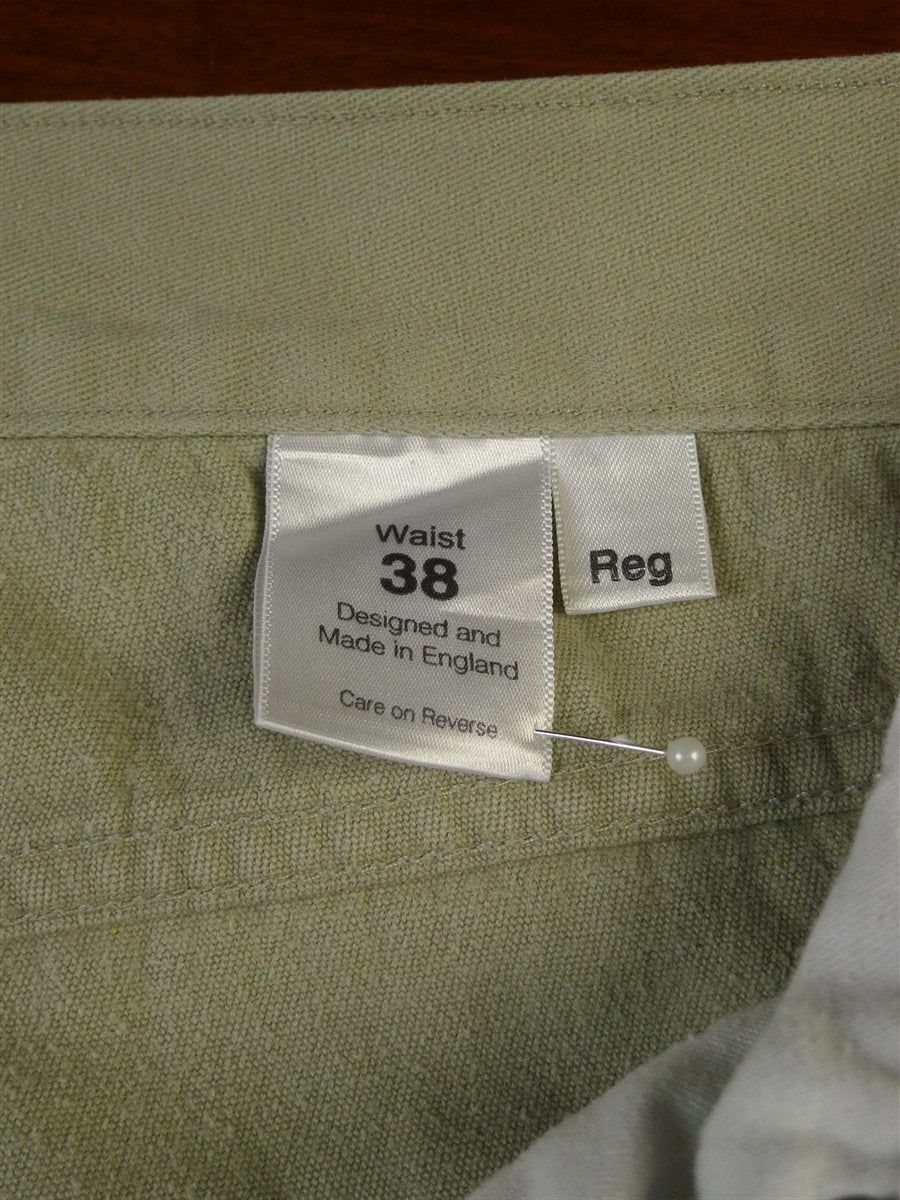 Waist
38
Designed and
Made in England
Care on Reverse
Reg